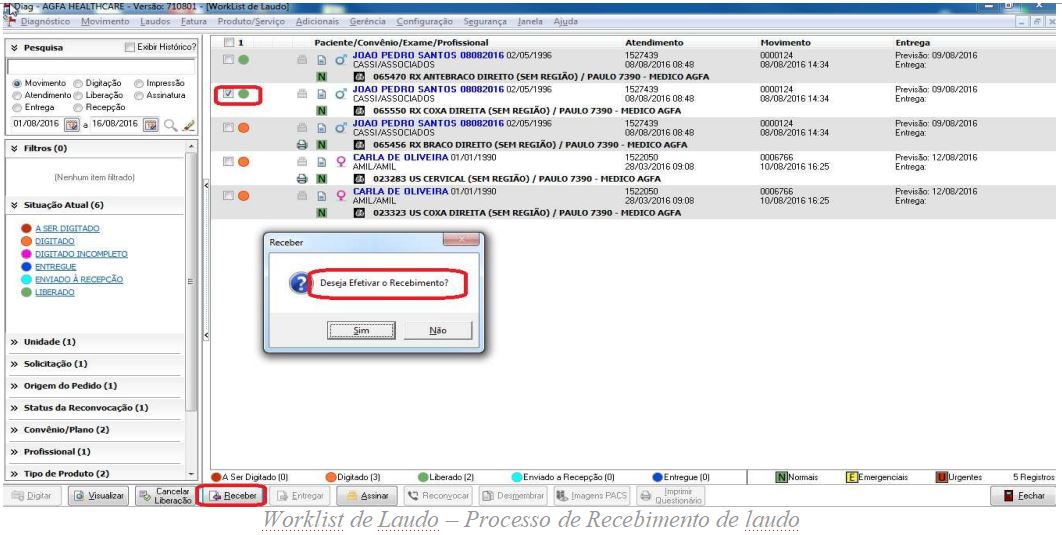 Diag - AGFA HEALTHCARE - Versão: 710801 - [WorkList de Laudo]
Diagnóstico Movimento Laudos Fatura Produto/Serviço Adicionais Gerência Configuração Segurança Janela Ajuda
Pesquisa Exibir Histórico?
Movimento Digitação Impressão
Atendimento Liberação Assinatura
Entrega Recepção
01/08/2016 a 16/08/2016
Filtros (0)
(Nenhum item filtrado)
Situação Atual (6)
A SER DIGITADO
DIGITADO
DIGITADO INCOMPLETO
ENTREGUE
ENVIADO À RECEPÇÃO
LIBERADO
Unidade (1)
Solicitação (1)
Origem do Pedido (1)
Status da Reconvocação (1)
Convênio/Plano (2)
Profissional (1)
Tipo de Produto (2)
1 Paciente/Convênio/Exame/Profissional Atendimento Movimento Entrega
JOAO PEDRO SANTOS 08082016 02/05/1996 1527439 0000124 Previsão: 09/08/2016
CASSI/ASSOCIADOS 08/08/2016 08:48 08/08/2016 14:34 Entrega:
N 065470 RX ANTEBRACO DIREITO (SEM REGIÃO) / PAULO 7390 - MEDICO AGFA
JOAO PEDRO SANTOS 08082016 02/05/1996 1527439 0000124 Previsão: 09/08/2016
CASSI/ASSOCIADOS 08/08/2016 08:48 08/08/2016 14:34 Entrega:
N 065550 RX COXA DIREITA (SEM REGIÃO) / PAULO 7390 - MEDICO AGFA
JOAO PEDRO SANTOS 08082016 02/05/1996 1527439 0000124 Previsão: 09/08/2016
CASSI/ASSOCIADOS 08/08/2016 08:48 08/08/2016 14:34 Entrega:
N 065456 RX BRACO DIREITO (SEM REGIÃO) / PAULO 7390 - MEDICO AGFA
CARLA DE OLIVEIRA 01/01/1990 1522050 0006766 Previsão: 12/08/2016
AMIL/AMIL 28/03/2016 09:08 10/08/2016 16:25 Entrega:
N 023283 US CERVICAL (SEM REGIÃO) / PAULO 7390 - MEDICO AGFA
CARLA DE OLIVEIRA 01/01/1990 1522050 0006766 Previsão: 12/08/2016
AMIL/AMIL 28/03/2016 09:08 10/08/2016 16:25 Entrega:
N 023323 US COXA DIREITA (SEM REGIÃO) / PAULO 7390 - MEDICO AGFA
Receber
Deseja Efetivar o Recebimento?
Sim Não
A Ser Digitado (0) Digitado (3) Liberado (2) Enviado a Recepção (0) Entregue (0) N Normais E Emergenciais U Urgentes 5 Registros
Digitar Visualizar Cancelar Liberação Receber Entregar Assinar Reconvocar Desmembrar Imagens PACS Imprimir Questionário Fechar
Worklist de Laudo – Processo de Recebimento de laudo